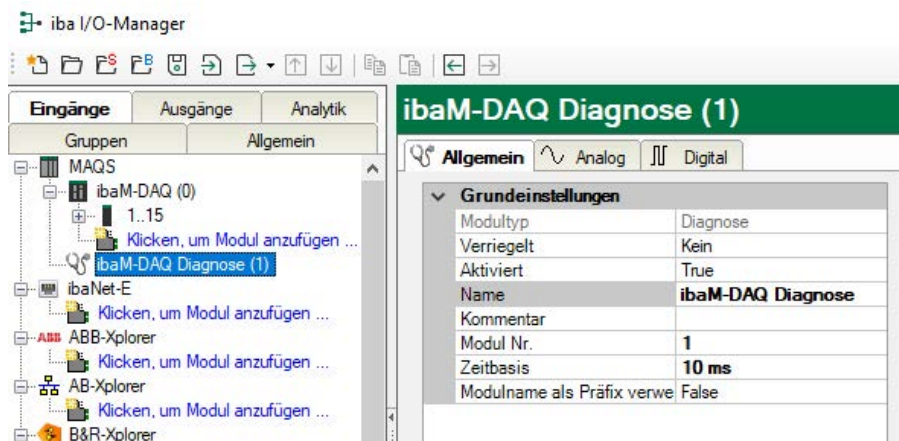 iba I/O-Manager
Eingänge Ausgänge Analytik
Gruppen Allgemein
MAQS
ibaM-DAQ (0)
1..15
Klicken, um Modul anzufügen ...
ibaM-DAQ Diagnose (1)
ibaNet-E
Klicken, um Modul anzufügen ...
ABB ABB-Xplorer
Klicken, um Modul anzufügen ...
AB-Xplorer
Klicken, um Modul anzufügen ...
B&R-Xplorer
ibaM-DAQ Diagnose (1)
Allgemein Analog Digital
Grundeinstellungen
Modultyp Diagnose
Verriegelt Kein
Aktiviert True
Name ibaM-DAQ Diagnose
Kommentar
Modul Nr. 1
Zeitbasis 10 ms
Modulname als Präfix verwe False